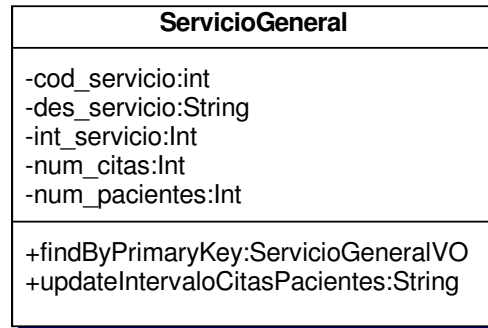 ServicioGeneral
-cod_servicio:int
-des_servicio:String
-int_servicio:Int
-num_citas:Int
-num_pacientes:Int
+findByPrimaryKey:ServicioGeneralVO
+updateIntervaloCitasPacientes:String